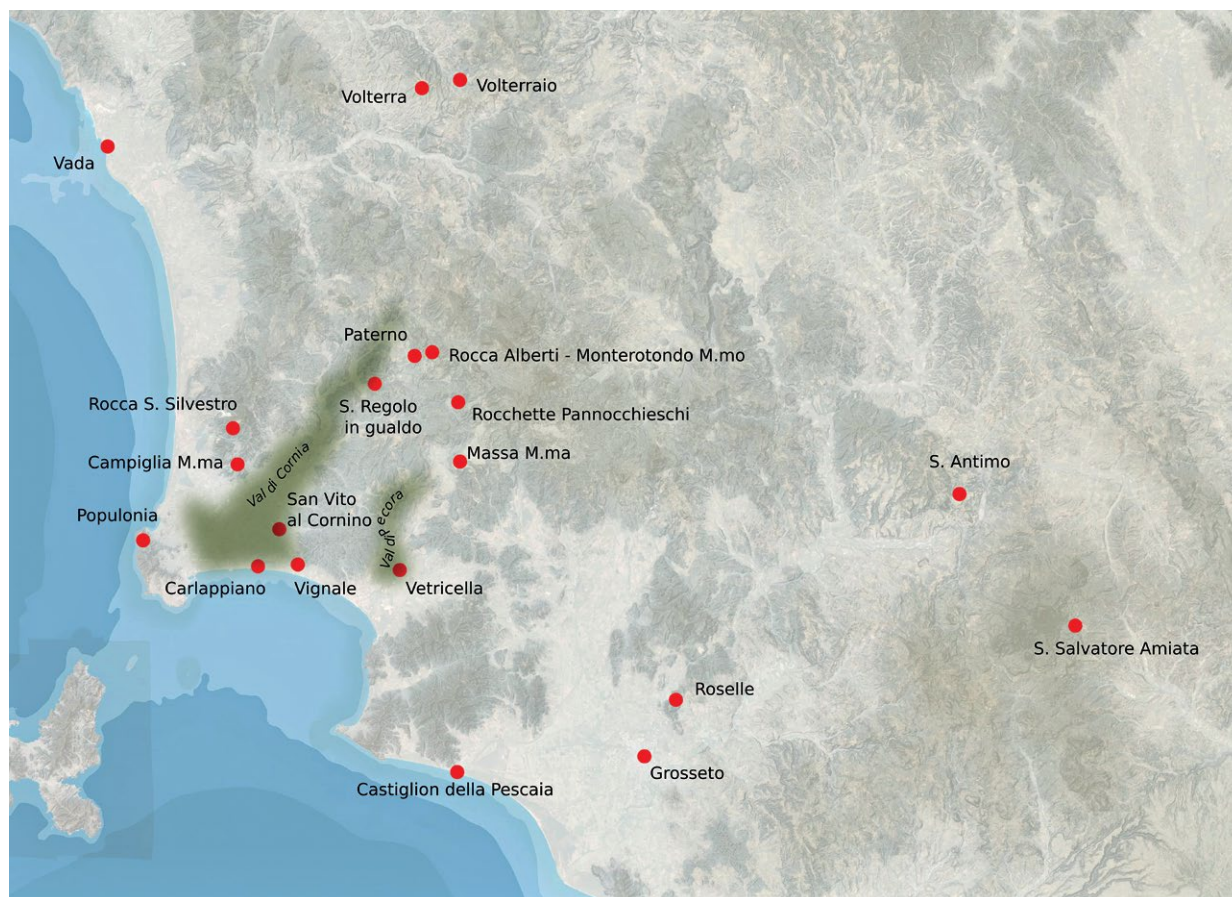 Volterraio
Volterra
Vada
Paterno
Rocca Alberti - Monterotondo M.mo
S. Regolo
in gualdo
Rocca S. Silvestro
Rocchette Pannocchieschi
Massa M.ma
Campiglia M.ma
S. Antimo
Val di Cornia
San Vito
al Cornino
Val di Pecora
Populonia
Carlappiano
Vignale
Vetricella
S. Salvatore Amiata
Roselle
Grosseto
Castiglion della Pescaia